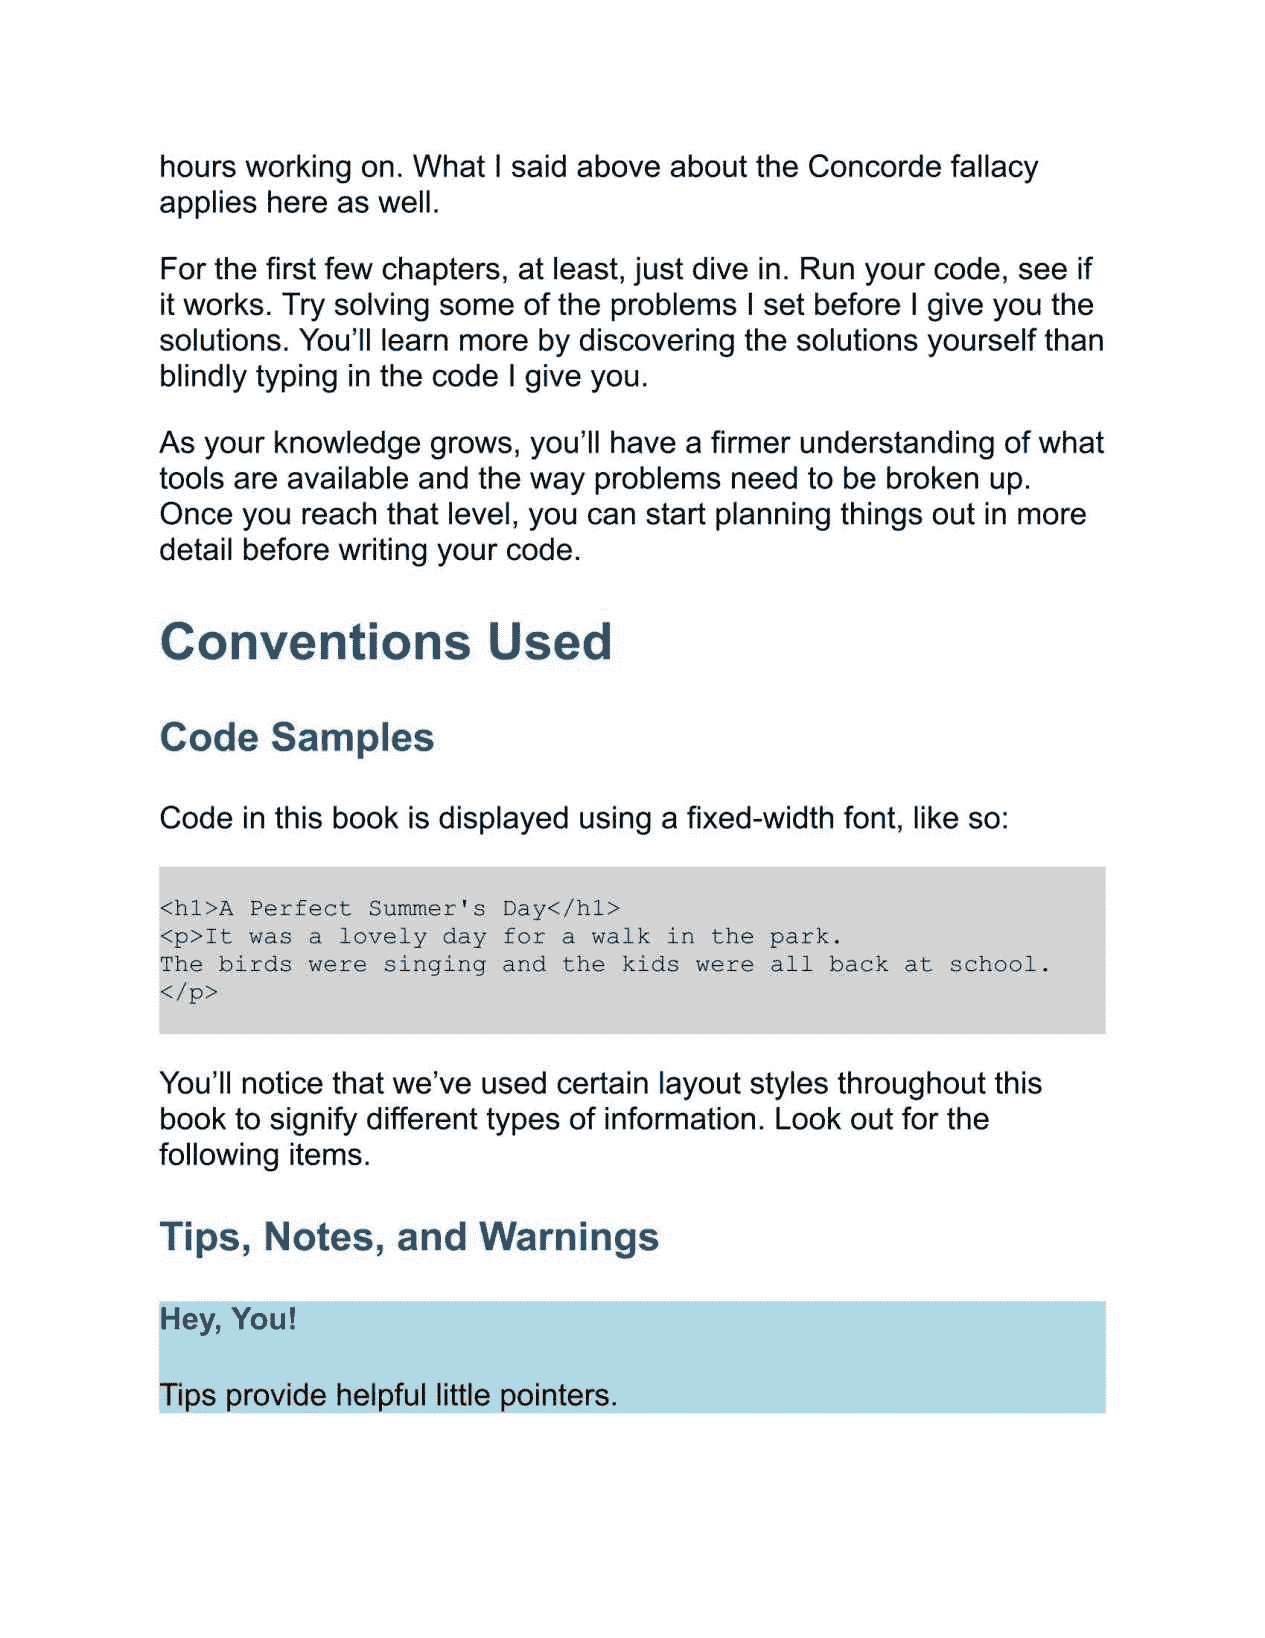 hours working on. What I said above about the Concorde fallacy
applies here as well.
For the first few chapters, at least, just dive in. Run your code, see if
it works. Try solving some of the problems I set before I give you the
solutions. You’ll learn more by discovering the solutions yourself than
blindly typing in the code I give you.
As your knowledge grows, you’ll have a firmer understanding of what
tools are available and the way problems need to be broken up.
Once you reach that level, you can start planning things out in more
detail before writing your code.
Conventions Used
Code Samples
Code in this book is displayed using a fixed-width font, like so:
<h1>A Perfect Summer's Day</h1>
<p>It was a lovely day for a walk in the park.
The birds were singing and the kids were all back at school.
</p>
You’ll notice that we’ve used certain layout styles throughout this
book to signify different types of information. Look out for the
following items.
Tips, Notes, and Warnings
Hey, You!
Tips provide helpful little pointers.